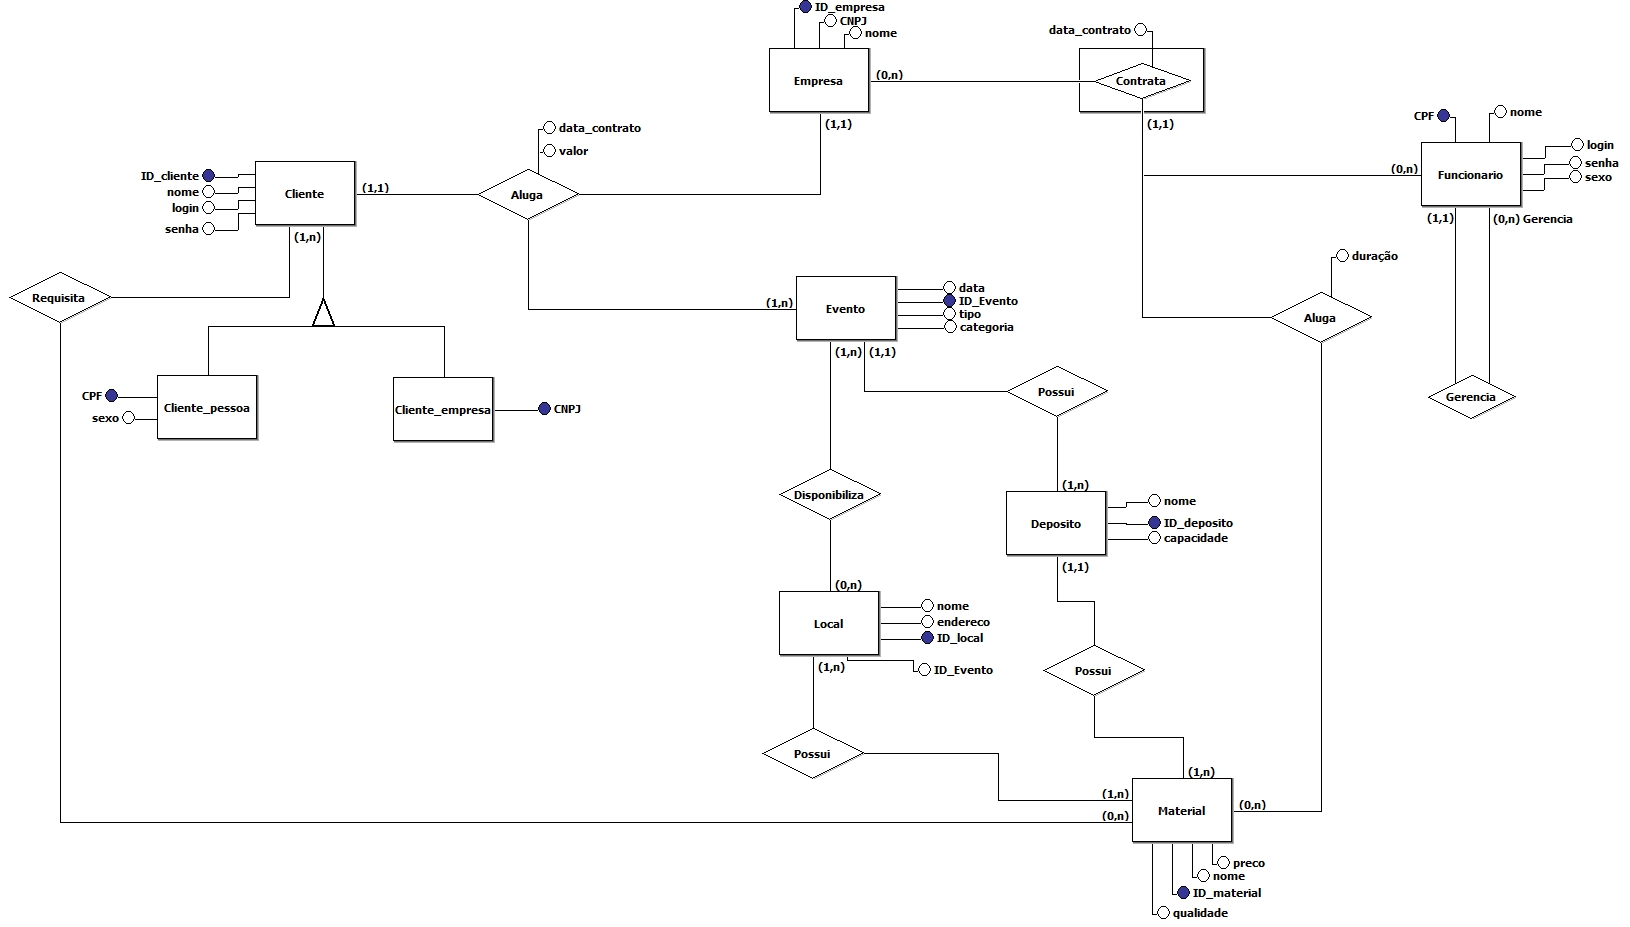 ID_empresa
CNPJ
nome
Empresa
(0,n)
(1,1)
data_contrato
Contrata
(1,1)
CPF
nome
login
senha
sexo
(0,n)
Funcionario
(1,1)
(0,n) Gerencia
Gerencia
data_contrato
valor
Aluga
ID_cliente
nome
login
senha
Cliente
(1,1)
(1,n)
Requisita
CPF
sexo
Cliente_pessoa
Cliente_empresa
CNPJ
(1,n)
Evento
data
ID_Evento
tipo
categoria
(1,n)
(1,1)
duração
Aluga
Possui
Disponibiliza
(1,n)
Deposito
nome
ID_deposito
capacidade
(1,1)
(0,n)
Local
nome
endereco
ID_local
(1,n)
ID_Evento
Possui
Possui
(1,n)
(1,n)
(0,n)
Material
(0,n)
preco
nome
ID_material
qualidade